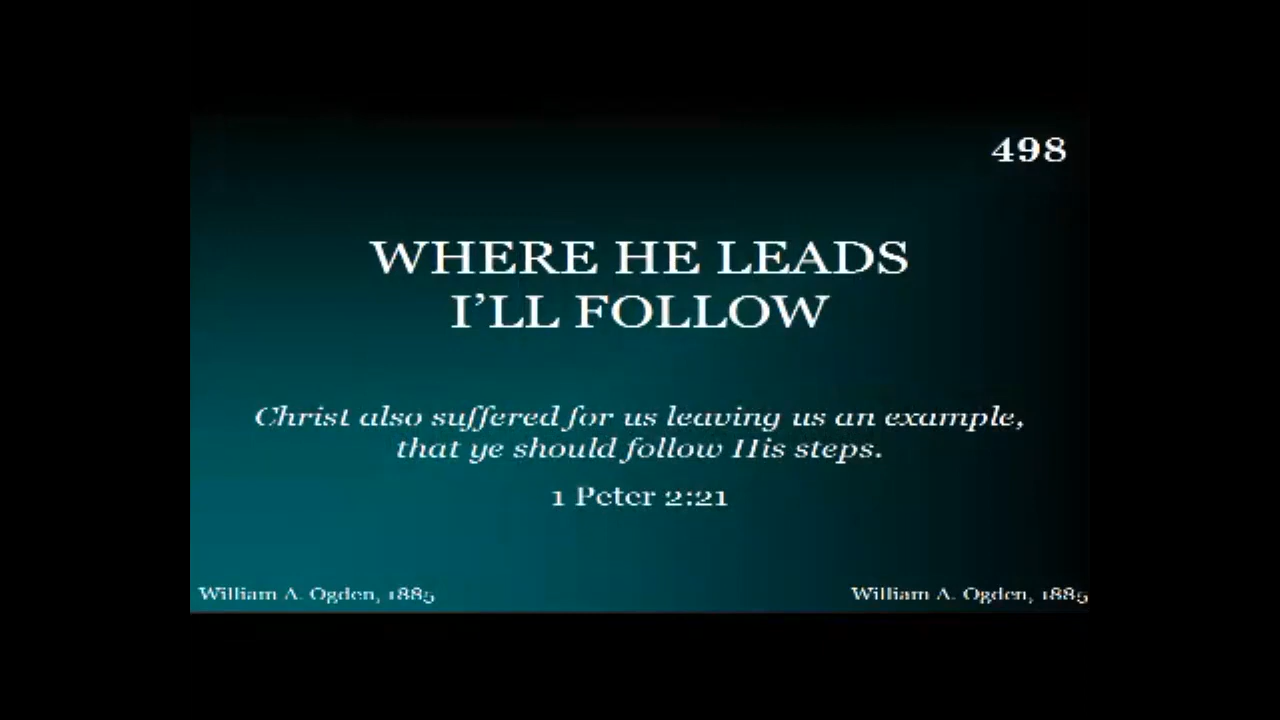 498
WHERE HE LEADS
I’LL FOLLOW
Christ also suffered for us leaving us an example,
that ye should follow His steps.
1 Peter 2:21
William A. Ogden, 1885
William A. Ogden, 1885